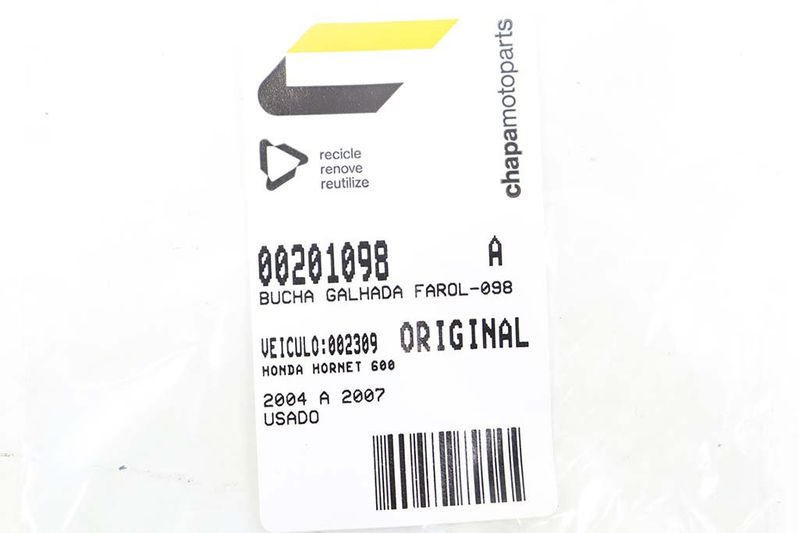 chapamotoparts
recicle
renove
reutilize
00201098 A
BUCHA GALHADA FAROL-098
VEICULO:002309 ORIGINAL
HONDA HORNET 600
2004 A 2007
USADO